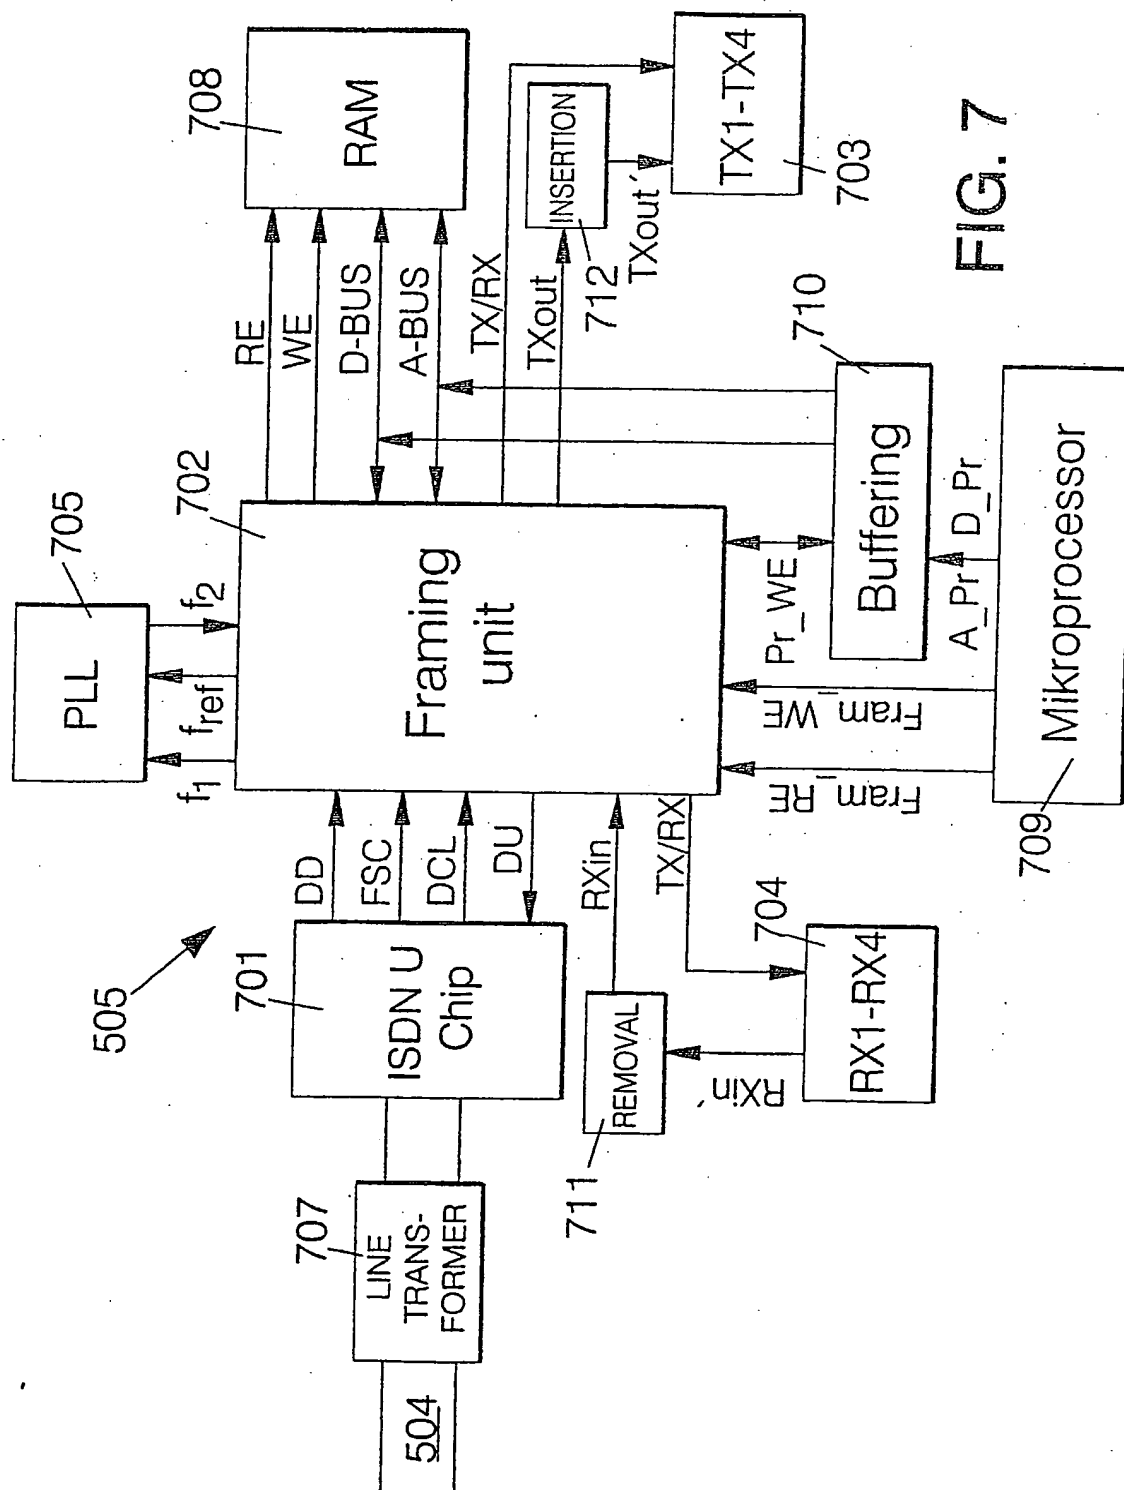 505
504
707
LINE
TRANS-
FORMER
701
ISDN U
Chip
DD
FSC
DCL
DU
705
PLL
f1
fref
f2
702
Framing
unit
RE
WE
D-BUS
A-BUS
TX/RX
TXout
708
RAM
INSERTION
712
TXout´
TX1-TX4
703
711
REMOVAL
RXin
RXin´
TX/RX
704
RX1-RX4
Fram_RE
Fram_WE
Pr_WE
710
Buffering
A_Pr
D_Pr
709
Mikroprocessor
FIG. 7